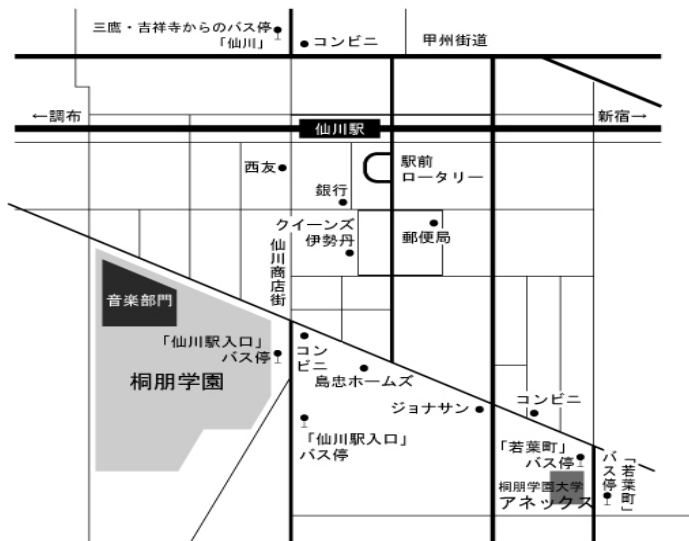 三鷹・吉祥寺からのバス停
「仙川」
コンビニ
甲州街道
←調布
新宿→
仙川駅
西友
駅前
ロータリー
銀行
クイーンズ
伊勢丹
郵便局
仙川商店街
音楽部門
桐朋学園
「仙川駅入口」
バス停
コン
ビニ
島忠ホームズ
ジョナサン
コンビニ
「仙川駅入口」
バス停
「若葉町」
バス停
「若葉町」
バス停
桐朋学園大学
アネックス